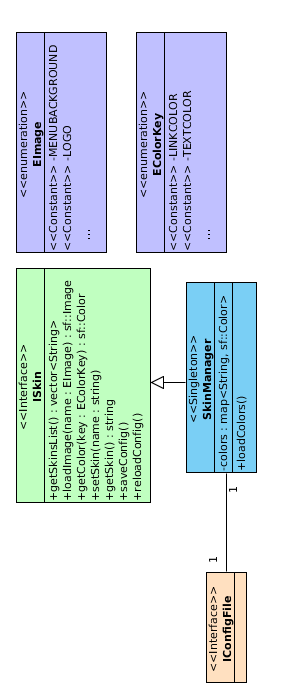 <<enumeration>>
EImage
<<Constant>> -MENUBACKGROUND
<<Constant>> -LOGO
...
<<enumeration>>
EColorKey
<<Constant>> -LINKCOLOR
<<Constant>> -TEXTCOLOR
...
<<Interface>>
ISkin
+getSkinsList() : vector<String>
+loadImage(name : EImage) : sf::Image
+getColor(key : EColorKey) : sf::Color
+setSkin(name : string)
+getSkin() : string
+saveConfig()
+reloadConfig()
<<Singleton>>
SkinManager
-colors : map<String, sf::Color>
+loadColors()
1
1
<<Interface>>
IConfigFile